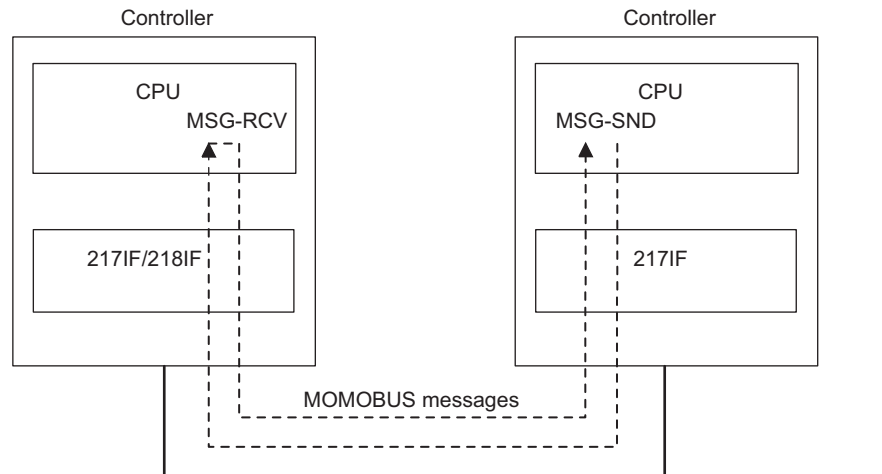 Controller
Controller
CPU
MSG-RCV
CPU
MSG-SND
217IF/218IF
217IF
MOMOBUS messages